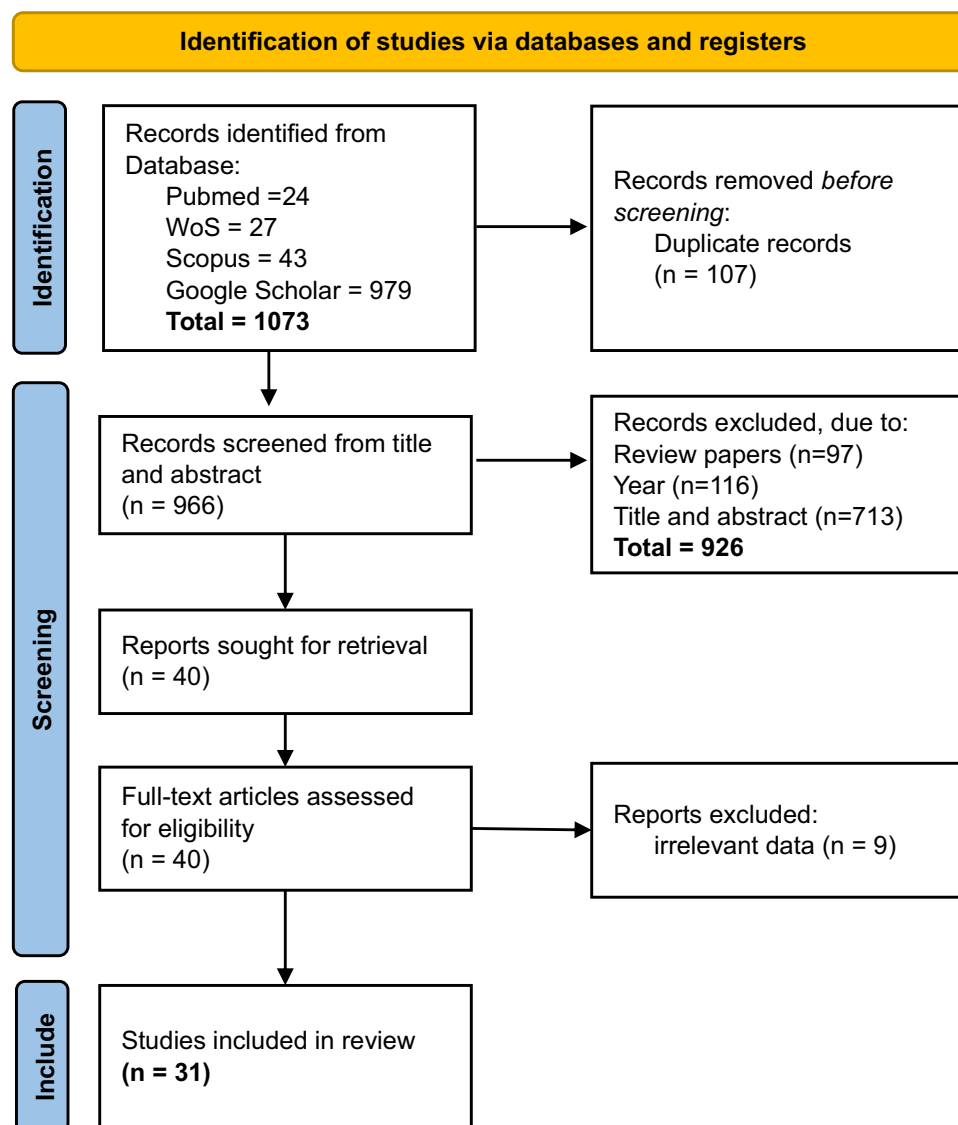 Identification of studies via databases and registers
Identification
Records identified from
Database:
Pubmed =24
WoS = 27
Scopus = 43
Google Scholar = 979
Total = 1073
Records removed before
screening:
Duplicate records
(n = 107)
Screening
Records screened from title
and abstract
(n = 966)
Records excluded, due to:
Review papers (n=97)
Year (n=116)
Title and abstract (n=713)
Total = 926
Reports sought for retrieval
(n = 40)
Full-text articles assessed
for eligibility
(n = 40)
Reports excluded:
irrelevant data (n = 9)
Include
Studies included in review
(n = 31)